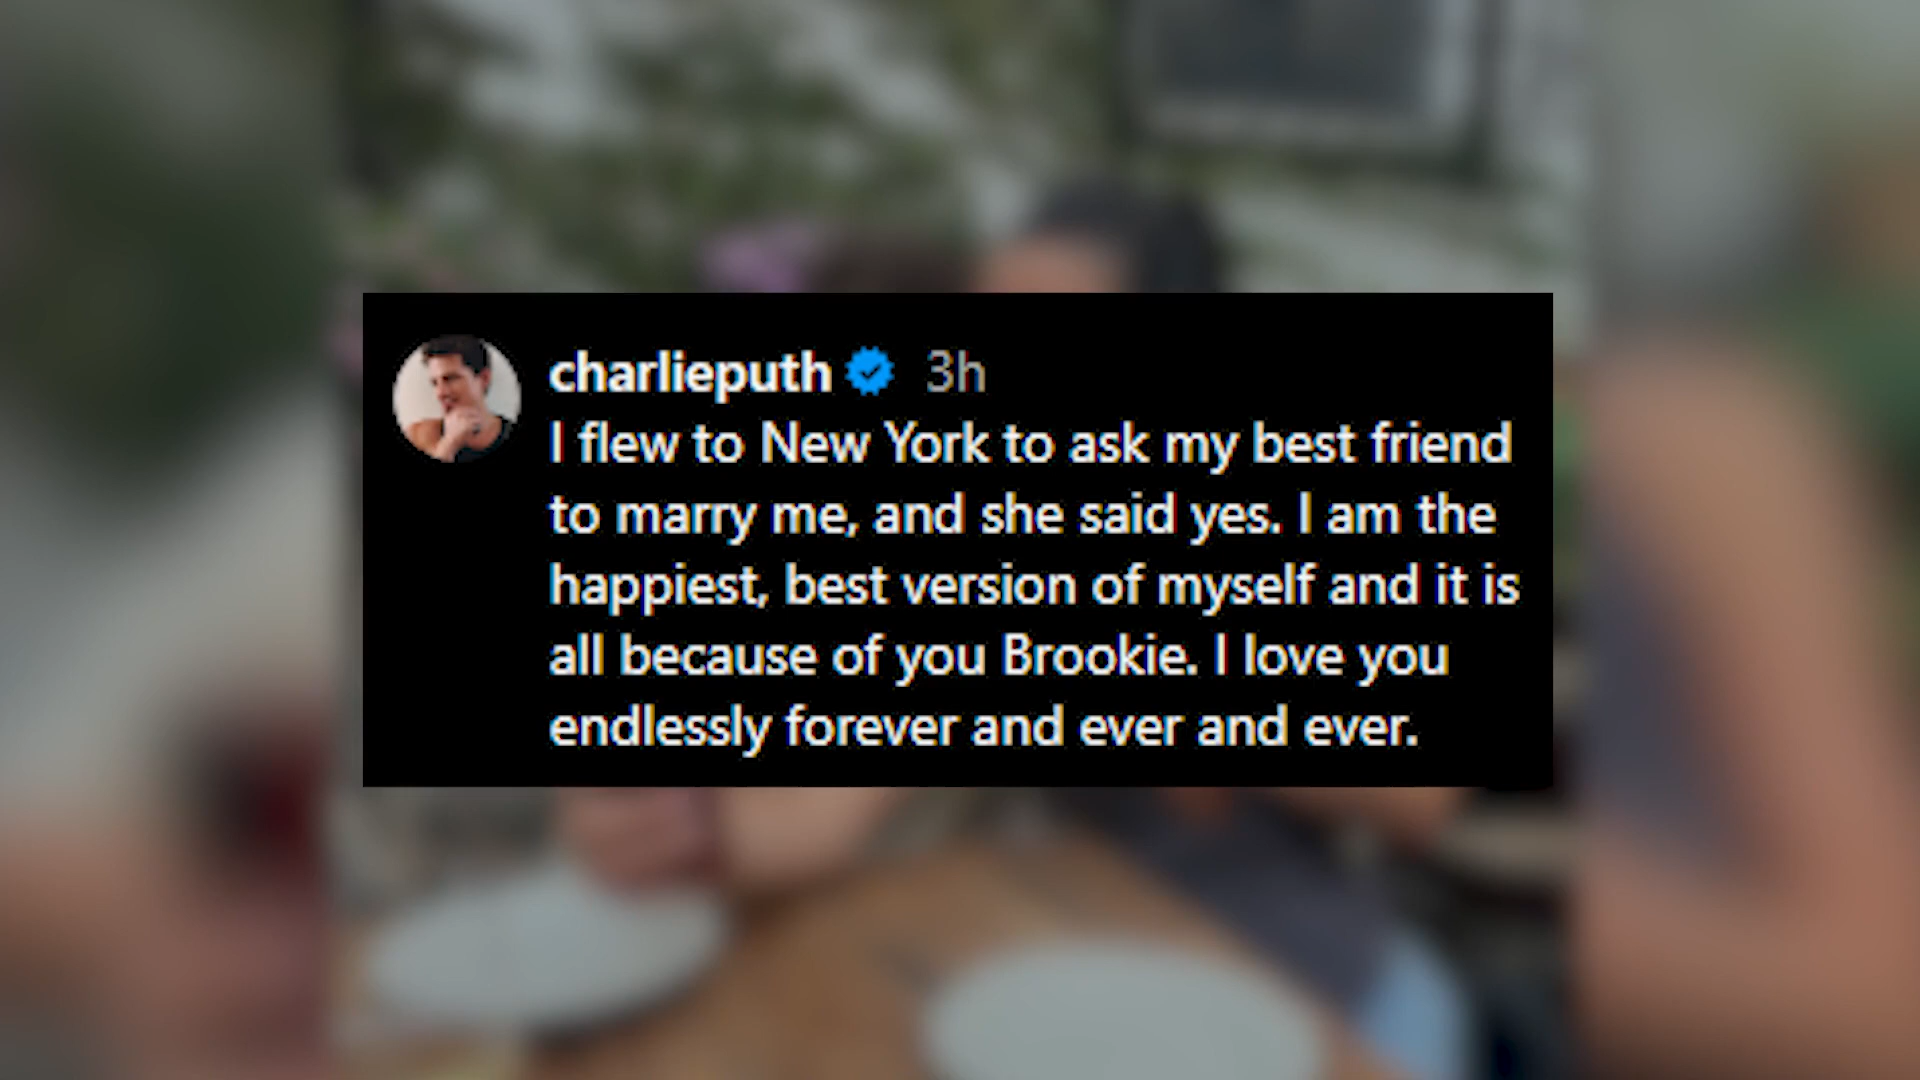 charlieputh 3h
I flew to New York to ask my best friend
to marry me, and she said yes. I am the
happiest, best version of myself and it is
all because of you Brookie. I love you
endlessly forever and ever and ever.